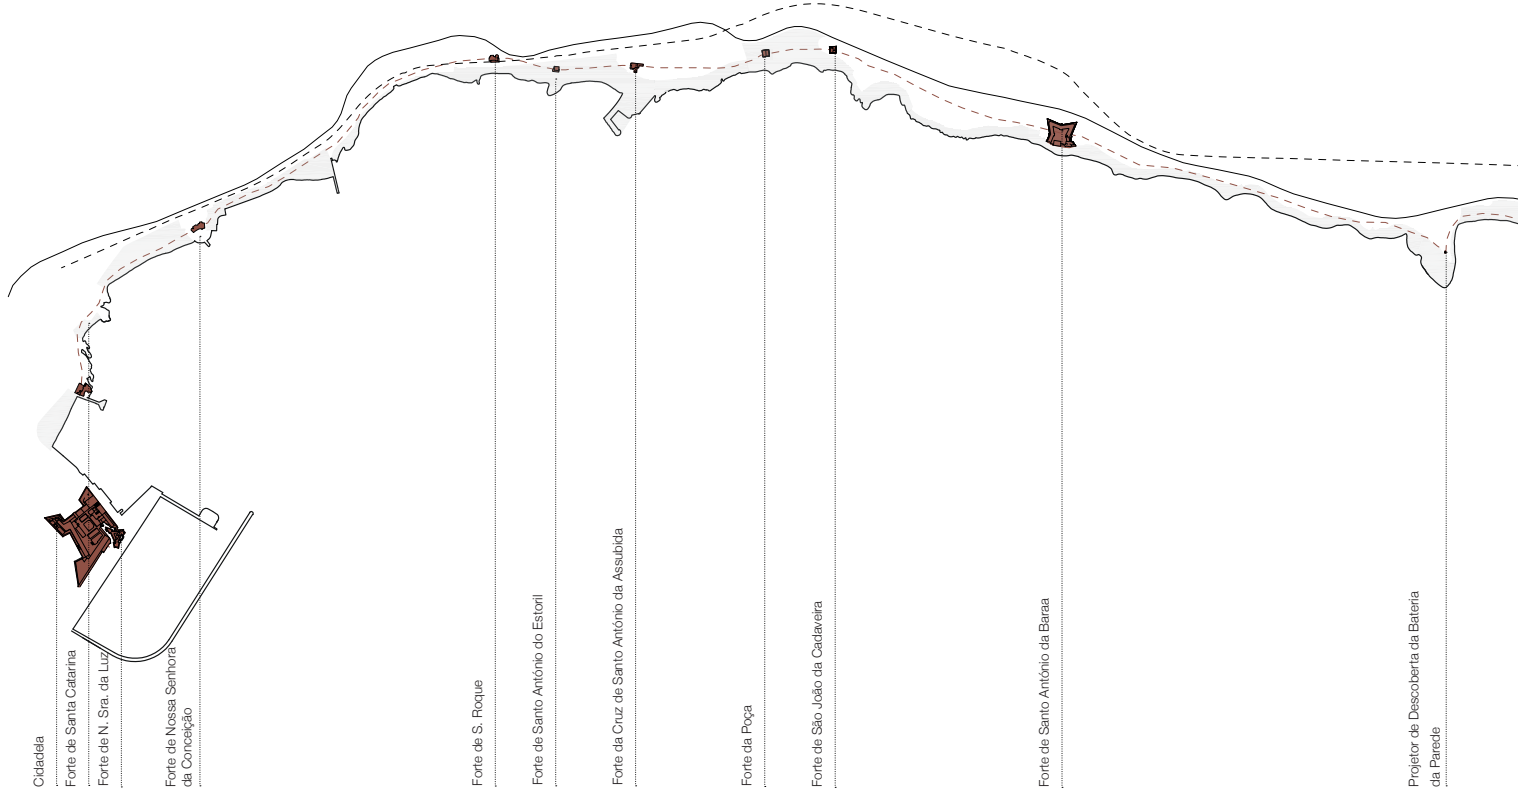 Cidadela
Forte de Santa Catarina
Forte de N. Sra. da Luz
Forte de Nossa Senhora
da Conceição
Forte de S. Roque
Forte de Santo António do Estoril
Forte da Cruz de Santo António da Assubida
Forte da Poça
Forte de São João da Cadaveira
Forte de Santo António da Baraa
Projetor de Descoberta da Bateria
da Parede